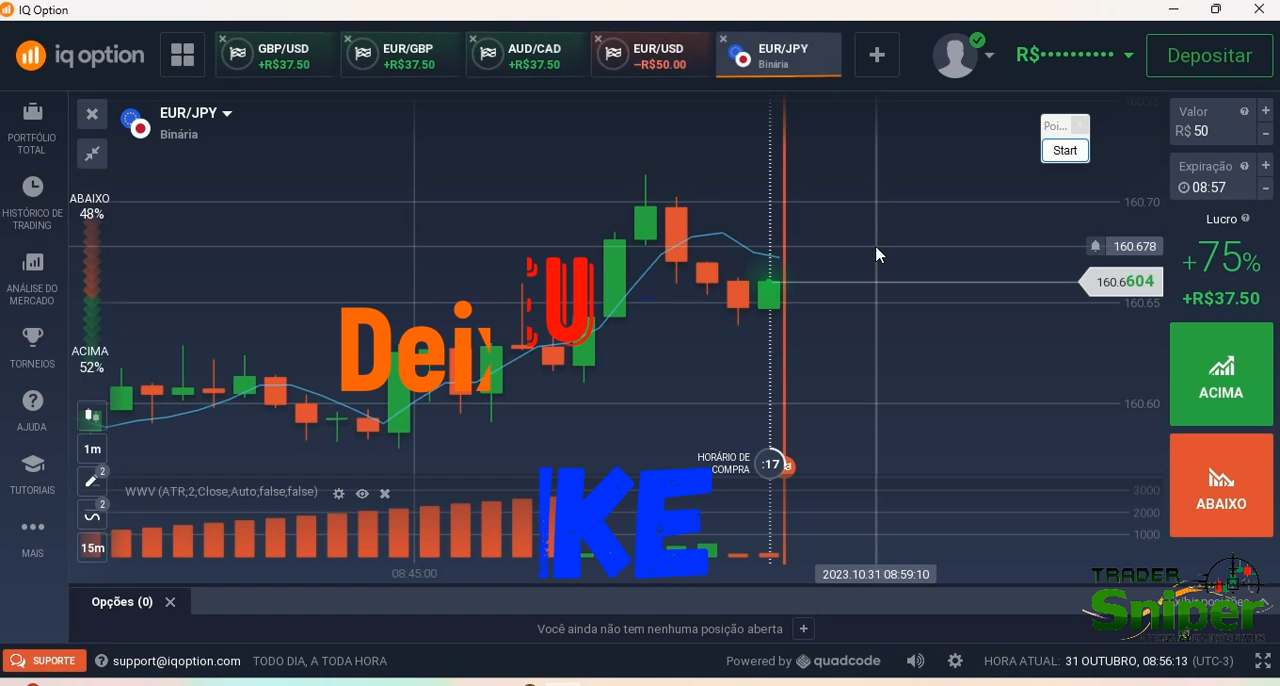 IQ Option
iq option
GBP/USD
+R$37.50
EUR/GBP
+R$37.50
AUD/CAD
+R$37.50
EUR/USD
−R$50.00
EUR/JPY
Binária
R$
Depositar
PORTFÓLIO
TOTAL
HISTÓRICO DE
TRADING
ANÁLISE DO
MERCADO
TORNEIOS
AJUDA
TUTORIAIS
MAIS
EUR/JPY
Binária
ABAIXO
48%
ACIMA
52%
1m
2
2
15m
Poi...
Start
160.75
160.70
160.678
160.6604
160.65
160.60
3000
2000
1000
Valor
R$ 50
Expiração
08:57
Lucro
+75%
+R$37.50
ACIMA
ABAIXO
Dei
EU
IKE
HORÁRIO DE
COMPRA
:17
WWV (ATR,2,Close,Auto,false,false)
08:45:00
2023.10.31 08:59:10
TRADER
Sniper
Opções (0)
Você ainda não tem nenhuma posição aberta
SUPORTE
support@iqoption.com
TODO DIA, A TODA HORA
Powered by quadcode
HORA ATUAL: 31 OUTUBRO, 08:56:13 (UTC-3)